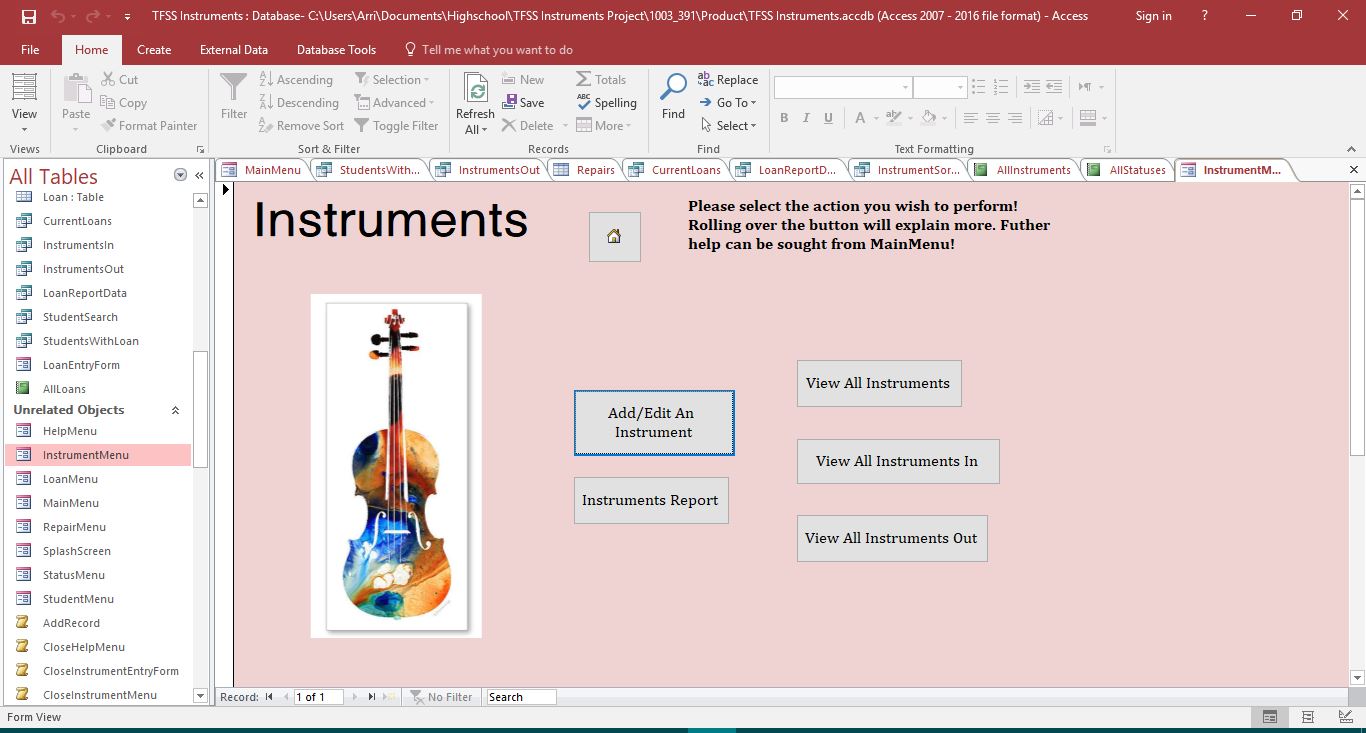 TFSS Instruments : Database- C:\Users\Arri\Documents\Highschool\TFSS Instruments Project\1003_391\Product\TFSS Instruments.accdb (Access 2007 - 2016 file format) - Access
Sign in
?
File
Home
Create
External Data
Database Tools
Tell me what you want to do
View
Views
Paste
Cut
Copy
Format Painter
Clipboard
Filter
Ascending
Descending
Remove Sort
Selection
Advanced
Toggle Filter
Sort & Filter
Refresh
All
New
Save
Delete
Totals
Spelling
More
Records
Find
Replace
Go To
Select
Find
B I U
A
Text Formatting
All Tables
MainMenu
StudentsWith...
InstrumentsOut
Repairs
CurrentLoans
LoanReportD...
InstrumentSor...
AllInstruments
AllStatuses
InstrumentM...
Loan : Table
CurrentLoans
InstrumentsIn
InstrumentsOut
LoanReportData
StudentSearch
StudentsWithLoan
LoanEntryForm
AllLoans
Unrelated Objects
HelpMenu
InstrumentMenu
LoanMenu
MainMenu
RepairMenu
SplashScreen
StatusMenu
StudentMenu
AddRecord
CloseHelpMenu
CloseInstrumentEntryForm
CloseInstrumentMenu
Instruments
Please select the action you wish to perform!
Rolling over the button will explain more. Futher
help can be sought from MainMenu!
Add/Edit An
Instrument
Instruments Report
View All Instruments
View All Instruments In
View All Instruments Out
Record:
1 of 1
No Filter
Search
Form View